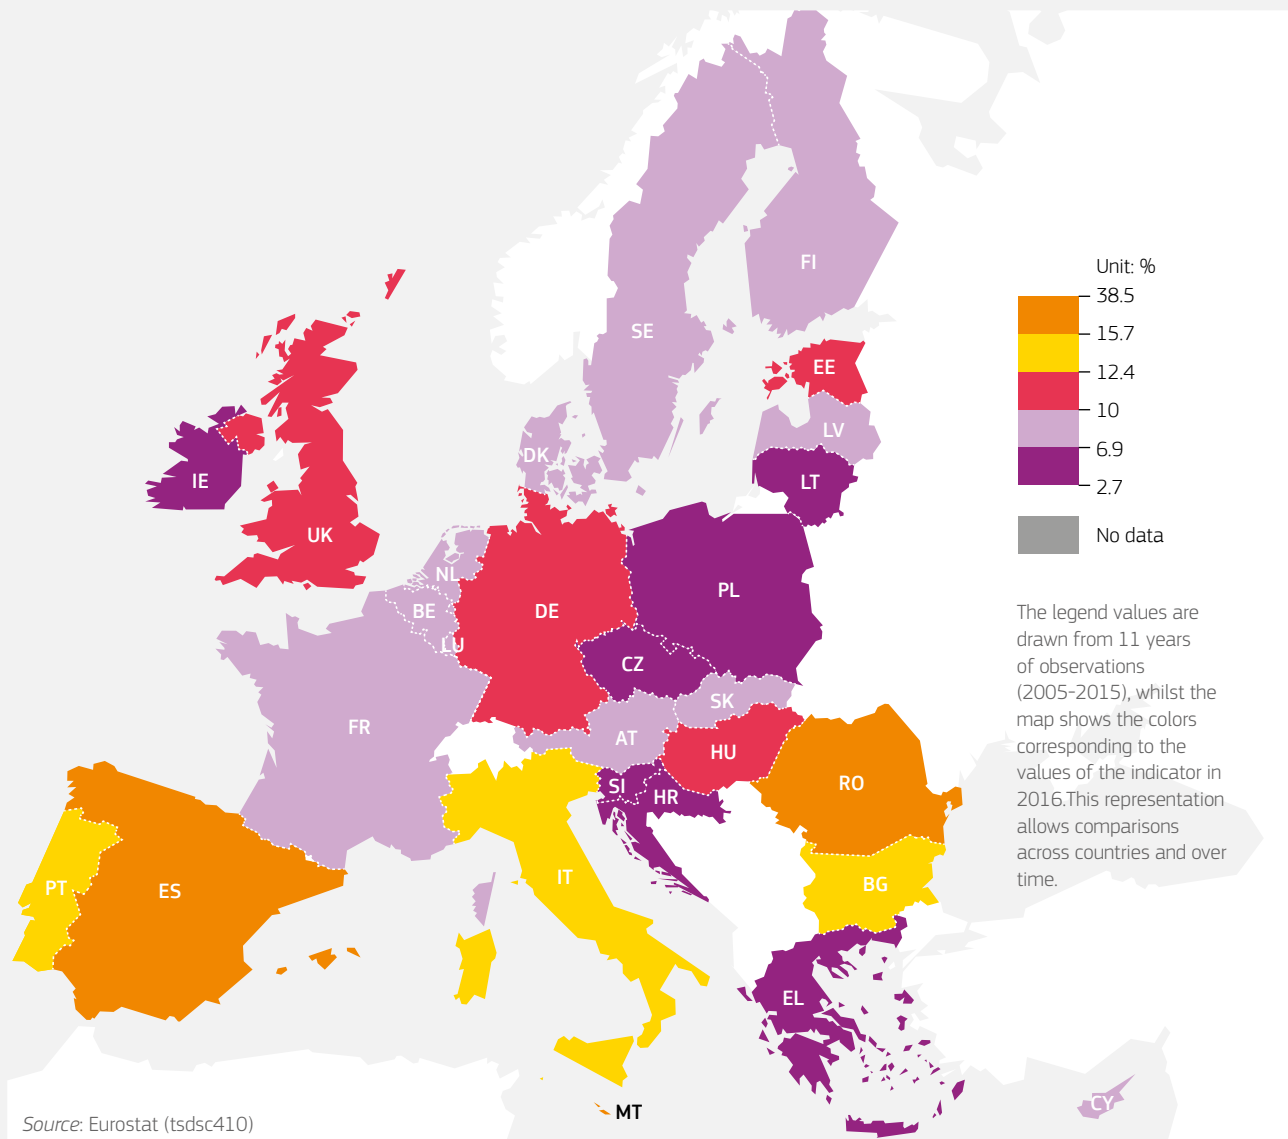 Unit: %
38.5
15.7
12.4
10
6.9
2.7
No data
The legend values are
drawn from 11 years
of observations
(2005-2015), whilst the
map shows the colors
corresponding to the
values of the indicator in
2016.This representation
allows comparisons
across countries and over
time.
FI
SE
EE
LV
DK
LT
IE
UK
NL
PL
BE
DE
LU
CZ
SK
FR
AT
HU
SI
HR
RO
IT
BG
PT
ES
EL
CY
MT
Source: Eurostat (tsdsc410)